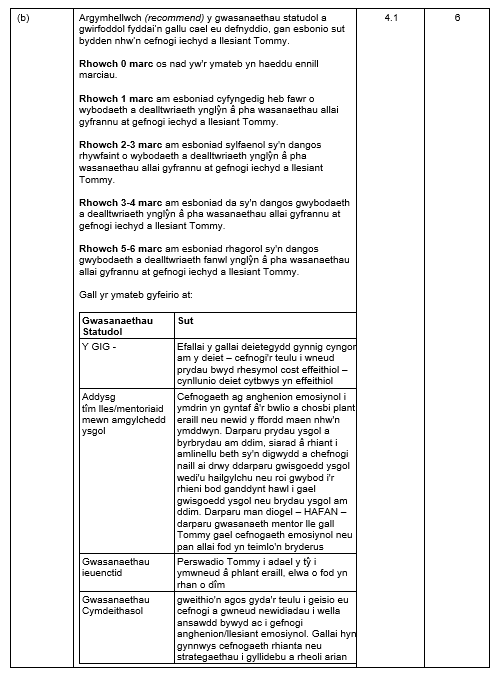 (b)
Argymhellwch (recommend) y gwasanaethau statudol a
gwirfoddol fyddai'n gallu cael eu defnyddio, gan esbonio sut
bydden nhw'n cefnogi iechyd a llesiant Tommy.
4.1
6
Rhowch 0 marc os nad yw'r ymateb yn haeddu ennill
marciau.
Rhowch 1 marc am esboniad cyfyngedig heb fawr o
wybodaeth a dealltwriaeth ynglŷn â pha wasanaethau allai
gyfrannu at gefnogi iechyd a llesiant Tommy.
Rhowch 2-3 marc am esboniad sylfaenol sy'n dangos
rhywfaint o wybodaeth a dealltwriaeth ynglŷn â pha
wasanaethau allai gyfrannu at gefnogi iechyd a llesiant
Tommy.
Rhowch 3-4 marc am esboniad da sy'n dangos gwybodaeth
a dealltwriaeth ynglŷn â pha wasanaethau allai gyfrannu at
gefnogi iechyd a llesiant Tommy.
Rhowch 5-6 marc am esboniad rhagorol sy'n dangos
gwybodaeth a dealltwriaeth fanwl ynglŷn â pha wasanaethau
allai gyfrannu at gefnogi iechyd a llesiant Tommy.
Gall yr ymateb gyfeirio at:
Gwasanaethau
Statudol
Sut
Y GIG -
Efallai y gallai deietegydd gynnig cyngor
am y deiet – cefnogi'r teulu i wneud
prydau bwyd rhesymol cost effeithiol –
cynllunio deiet cytbwys yn effeithiol
Addysg
tîm lles/mentoriaid
mewn amgylchedd
ysgol
Cefnogaeth ag anghenion emosiynol i
ymdrin yn gyntaf â'r bwlio a chosbi plant
eraill neu newid y ffordd maen nhw'n
ymddwyn. Darparu prydau ysgol a
byrbrydau am ddim, siarad â rhiant i
amlinellu beth sy'n digwydd a chefnogi
naill ai drwy ddarparu gwisgoedd ysgol
wedi'u hailgylchu neu roi gwybod i'r
rhieni bod ganddynt hawl i gael
gwisgoedd ysgol neu brydau ysgol am
ddim. Darparu man diogel – HAFAN –
darparu gwasanaeth mentor lle gall
Tommy gael cefnogaeth emosiynol neu
pan allai fod yn teimlo'n bryderus
Gwasanaethau
ieuenctid
Perswadio Tommy i adael y tŷ i
ymwneud â phlant eraill, elwa o fod yn
rhan o dîm
Gwasanaethau
Cymdeithasol
gweithio'n agos gyda'r teulu i geisio eu
cefnogi a gwneud newidiadau i wella
ansawdd bywyd ac i gefnogi
anghenion/llesiant emosiynol. Gallai hyn
gynnwys cefnogaeth rhianta neu
strategaethau i gyllidebu a rheoli arian